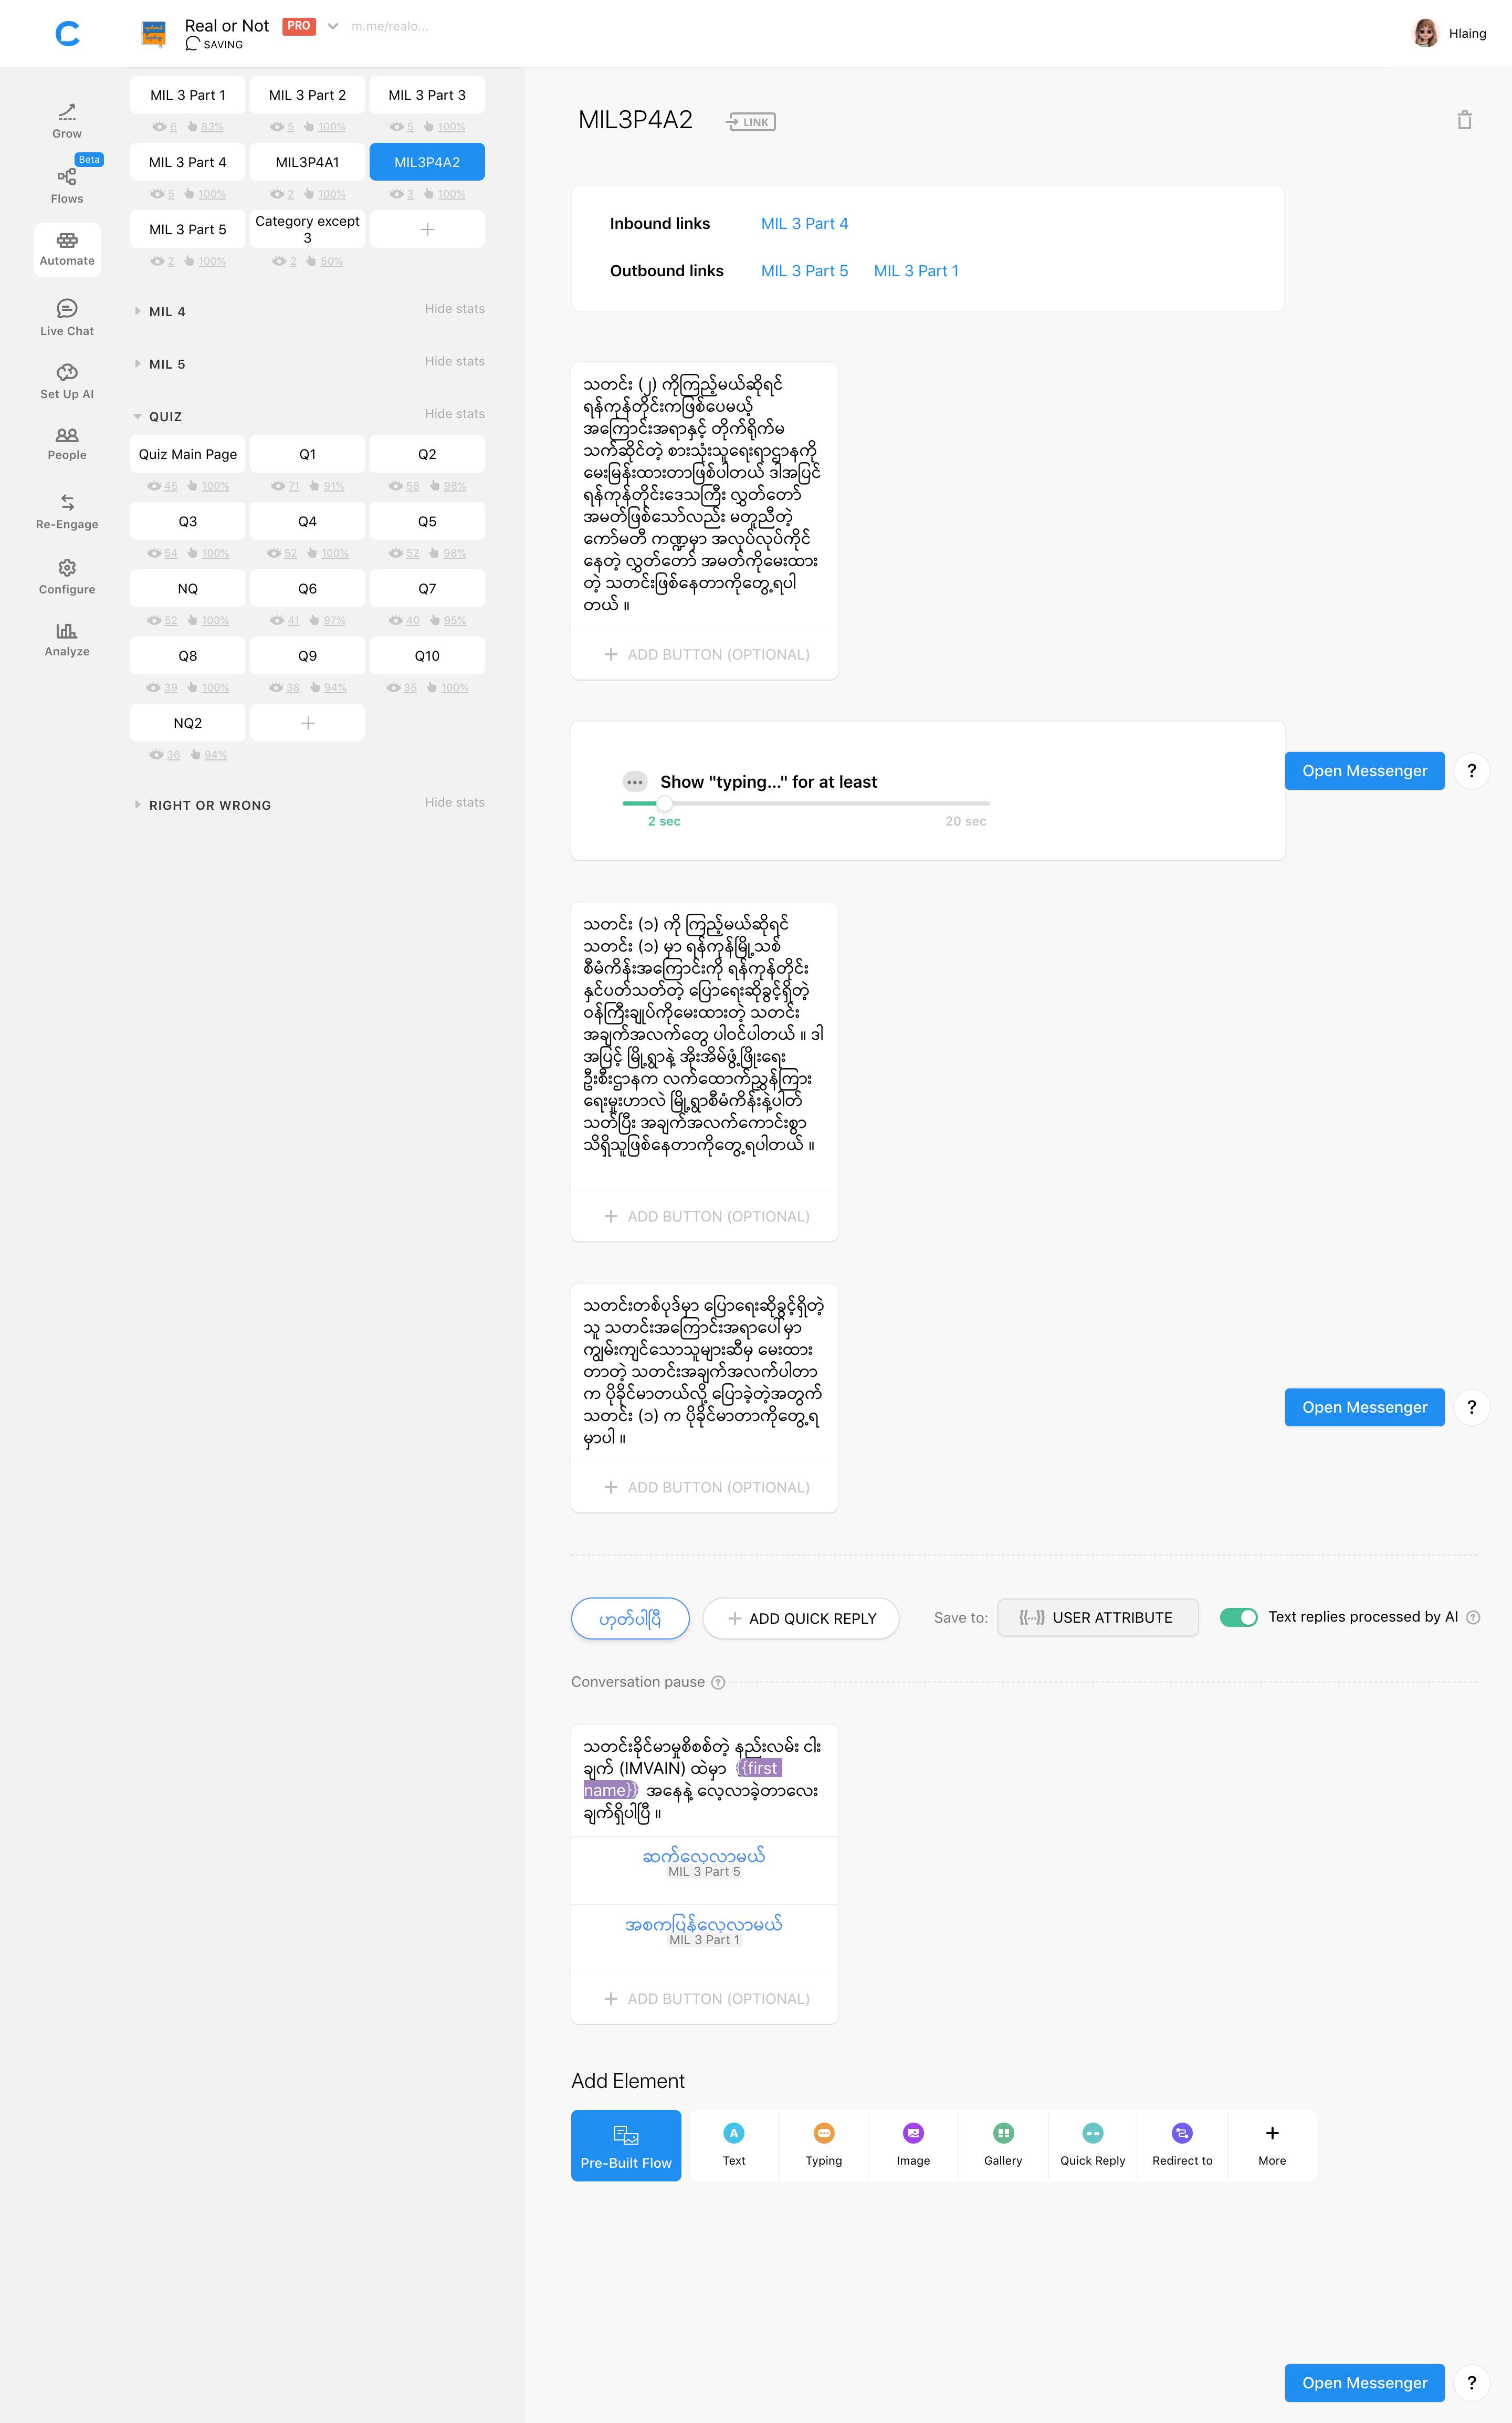 Real or Not PRO m.me/realo...
SAVING
Hlaing
Grow
Beta
Flows
Automate
Live Chat
Set Up AI
People
Re-Engage
Configure
Analyze
MIL 3 Part 1 MIL 3 Part 2 MIL 3 Part 3
6 83% 5 100% 5 100%
MIL 3 Part 4 MIL3P4A1 MIL3P4A2
5 100% 2 100% 3 100%
MIL 3 Part 5 Category except
3
2 100% 2 50%
MIL 4 Hide stats
MIL 5 Hide stats
QUIZ Hide stats
Quiz Main Page Q1 Q2
45 100% 71 91% 58 98%
Q3 Q4 Q5
54 100% 52 100% 52 98%
NQ Q6 Q7
52 100% 41 97% 40 95%
Q8 Q9 Q10
39 100% 38 94% 35 100%
NQ2
36 94%
RIGHT OR WRONG Hide stats
MIL3P4A2 LINK
Inbound links MIL 3 Part 4
Outbound links MIL 3 Part 5 MIL 3 Part 1
သတင်း (၂) ကိုကြည့်မယ်ဆိုရင်
ရန်ကုန်တိုင်းကဖြစ်ပေမယ့်
အကြောင်းအရာနှင့် တိုက်ရိုက်မ
သက်ဆိုင်တဲ့ စားသုံးသူရေးရာဌာနကို
မေးမြန်းထားတာဖြစ်ပါတယ် ဒါအပြင်
ရန်ကုန်တိုင်းဒေသကြီး လွှတ်တော်
အမတ်ဖြစ်သော်လည်း မတူညီတဲ့
ကော်မတီ ကဏ္ဍမှာ အလုပ်လုပ်ကိုင်
နေတဲ့ လွှတ်တော် အမတ်ကိုမေးထား
တဲ့ သတင်းဖြစ်နေတာကိုတွေ့ရပါ
တယ် ။
+ ADD BUTTON (OPTIONAL)
Show "typing..." for at least
2 sec 20 sec
Open Messenger ?
သတင်း (၁) ကို ကြည့်မယ်ဆိုရင်
သတင်း (၁) မှာ ရန်ကုန်မြို့သစ်
စီမံကိန်းအကြောင်းကို ရန်ကုန်တိုင်း
နှင်ပတ်သတ်တဲ့ ပြောရေးဆိုခွင့်ရှိတဲ့
ဝန်ကြီးချုပ်ကိုမေးထားတဲ့ သတင်း
အချက်အလက်တွေ ပါဝင်ပါတယ် ။ ဒါ
အပြင့် မြို့ရွာနဲ့ အိုးအိမ်ဖွံ့ဖြိုးရေး
ဦးစီးဌာနက လက်ထောက်ညွှန်ကြား
ရေးမှူးဟာလဲ မြို့ရွာစီမံကိန်းနဲ့ပါတ်
သတ်ပြီး အချက်အလက်ကောင်းစွာ
သိရှိသူဖြစ်နေတာကိုတွေ့ရပါတယ် ။
+ ADD BUTTON (OPTIONAL)
သတင်းတစ်ပုဒ်မှာ ပြောရေးဆိုခွင့်ရှိတဲ့
သူ သတင်းအကြောင်းအရာပေါ်မှာ
ကျွမ်းကျင်သောသူများဆီမှ မေးထား
တာတဲ့ သတင်းအချက်အလက်ပါတာ
က ပိုခိုင်မာတယ်လို့ ပြောခဲ့တဲ့အတွက်
သတင်း (၁) က ပိုခိုင်မာတာကိုတွေ့ရ
မှာပါ ။
+ ADD BUTTON (OPTIONAL)
Open Messenger ?
ဟုတ်ပါပြီ + ADD QUICK REPLY Save to: {{...}} USER ATTRIBUTE Text replies processed by AI ?
Conversation pause ?
သတင်းခိုင်မာမှုစိစစ်တဲ့ နည်းလမ်း ငါး
ချက် (IMVAIN) ထဲမှာ {{first
name}} အနေနဲ့ လေ့လာခဲ့တာလေး
ချက်ရှိပါပြီ ။
ဆက်လေ့လာမယ်
MIL 3 Part 5
အစကပြန်လေ့လာမယ်
MIL 3 Part 1
+ ADD BUTTON (OPTIONAL)
Add Element
Pre-Built Flow Text Typing Image Gallery Quick Reply Redirect to More
Open Messenger ?